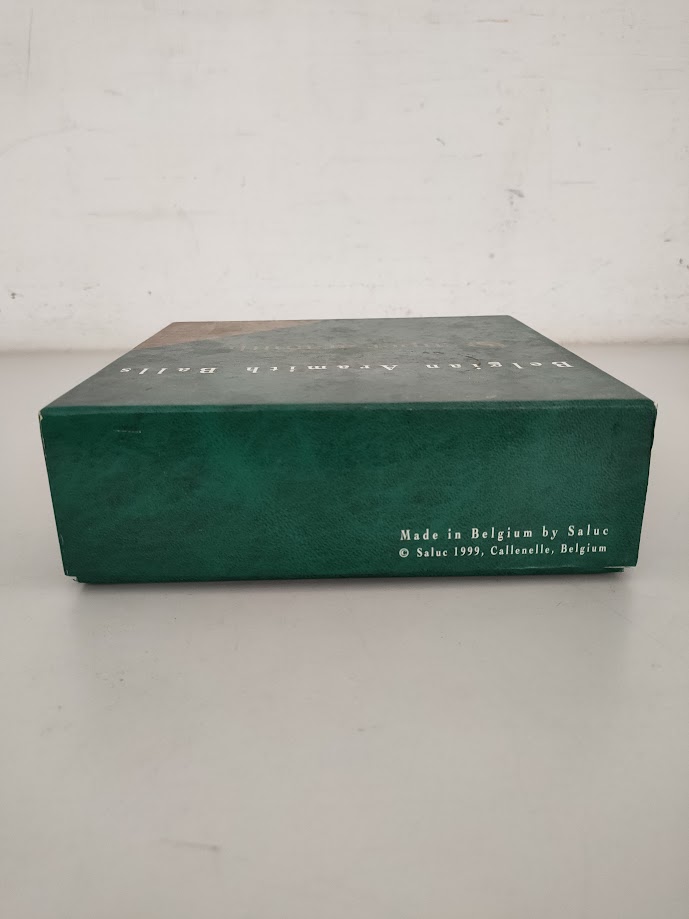 Belgian Aramith Balls
Made in Belgium by Saluc
© Saluc 1999, Callenelle, Belgium